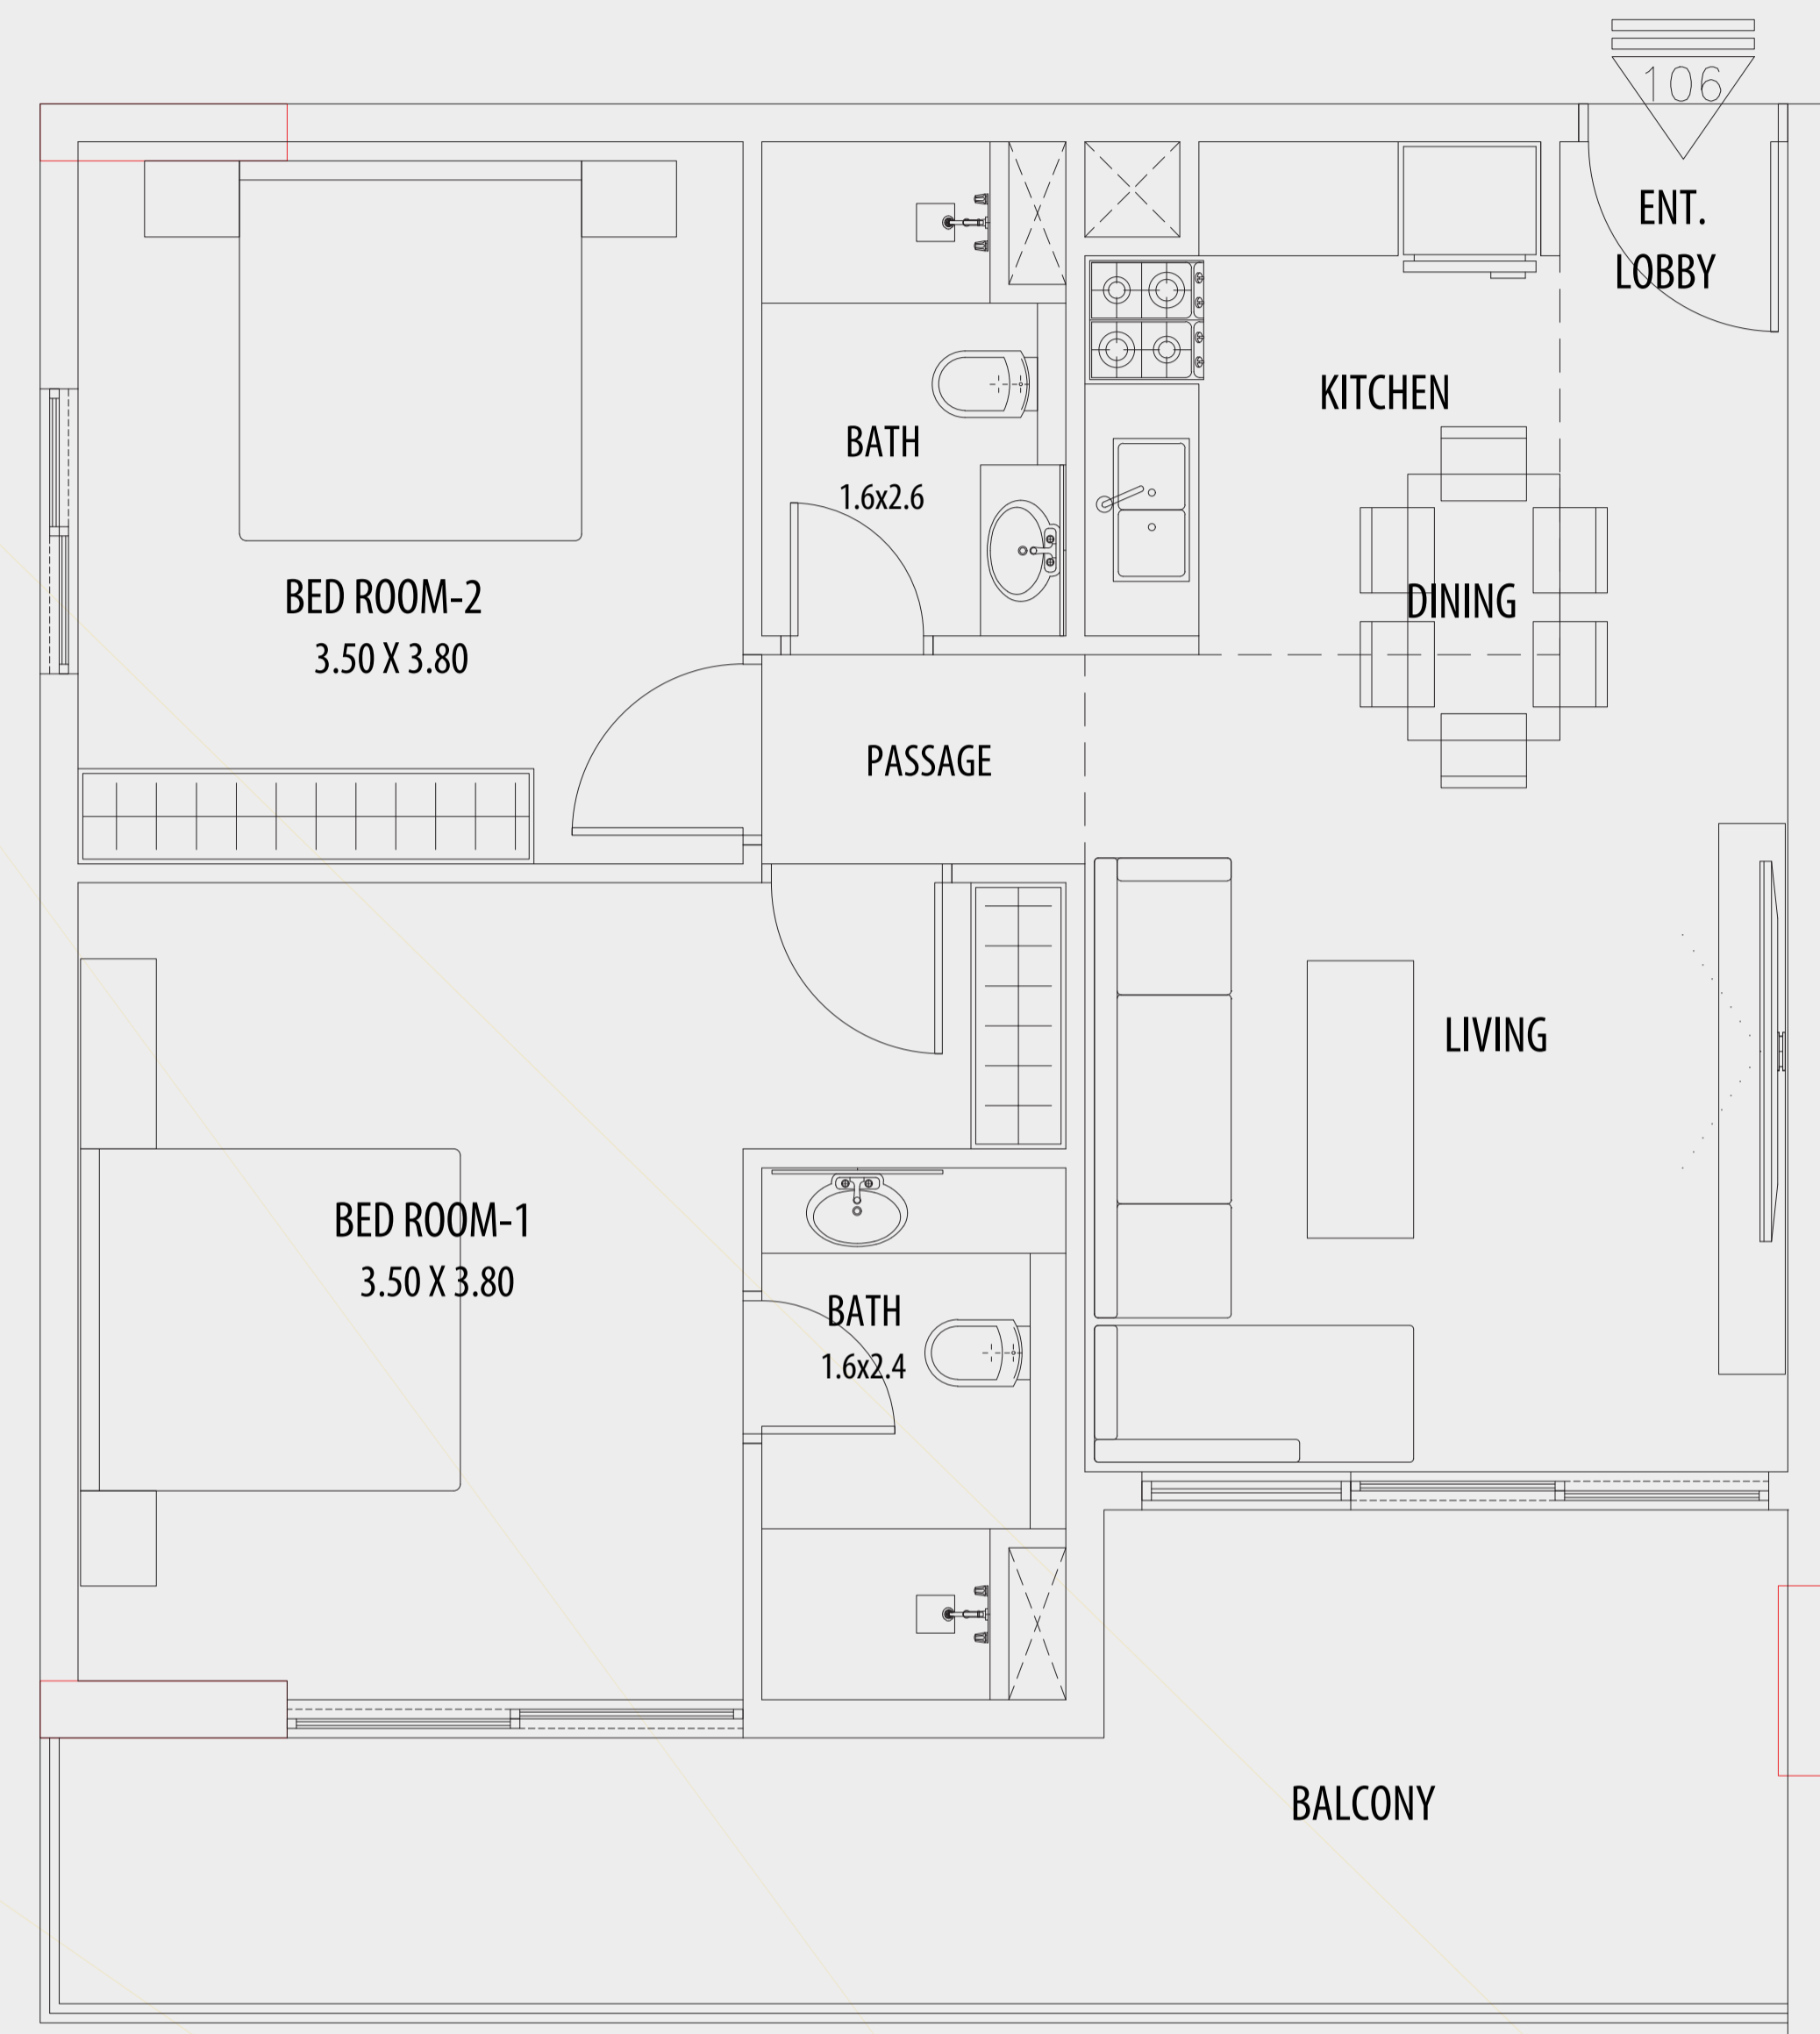 106
ENT.
LOBBY
KITCHEN
BATH
1.6x2.6
BED ROOM-2
3.50 X 3.80
DINING
PASSAGE
LIVING
BED ROOM-1
3.50 X 3.80
BATH
1.6x2.4
BALCONY